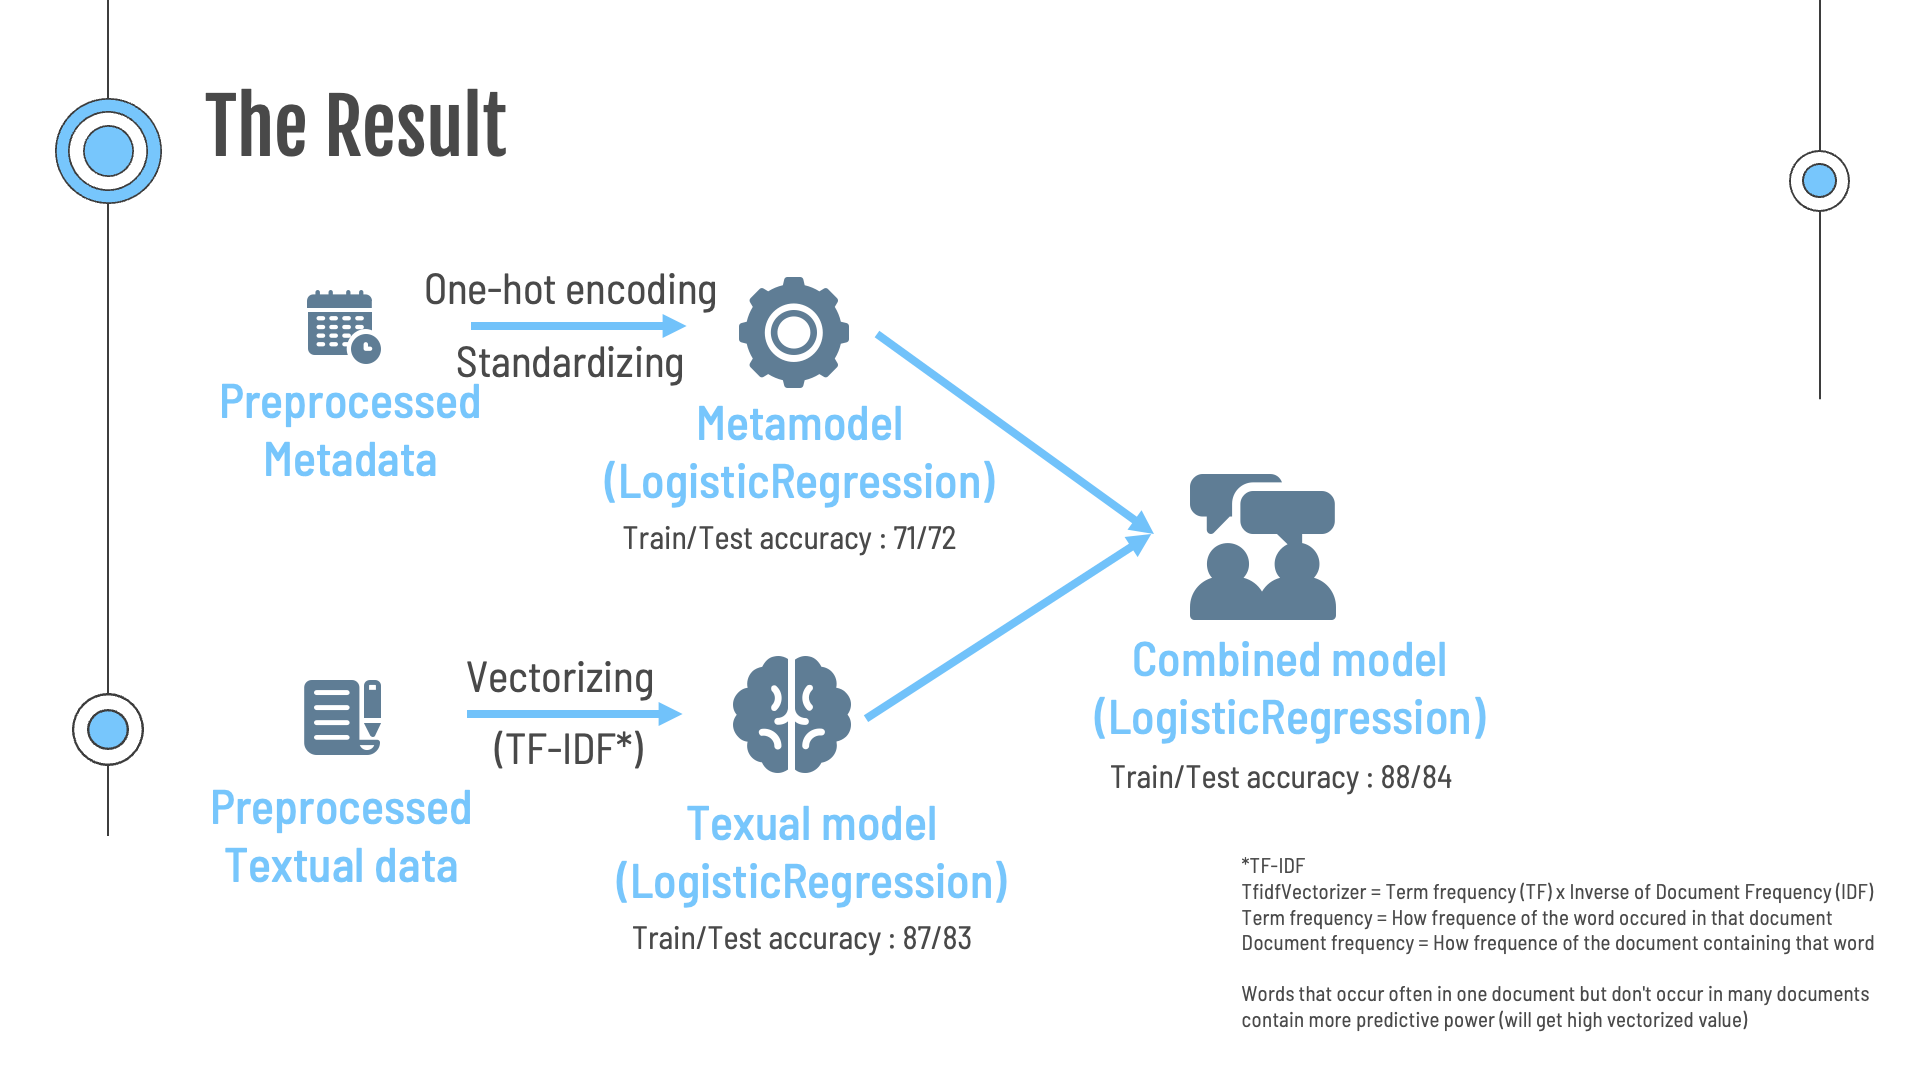 The Result
One-hot encoding
Standardizing
Preprocessed
Metadata
Metamodel
(LogisticRegression)
Train/Test accuracy : 71/72
Vectorizing
(TF-IDF*)
Preprocessed
Textual data
Texual model
(LogisticRegression)
Train/Test accuracy : 87/83
Combined model
(LogisticRegression)
Train/Test accuracy : 88/84
*TF-IDF
TfidfVectorizer = Term frequency (TF) x Inverse of Document Frequency (IDF)
Term frequency = How frequence of the word occured in that document
Document frequency = How frequence of the document containing that word
Words that occur often in one document but don't occur in many documents
contain more predictive power (will get high vectorized value)